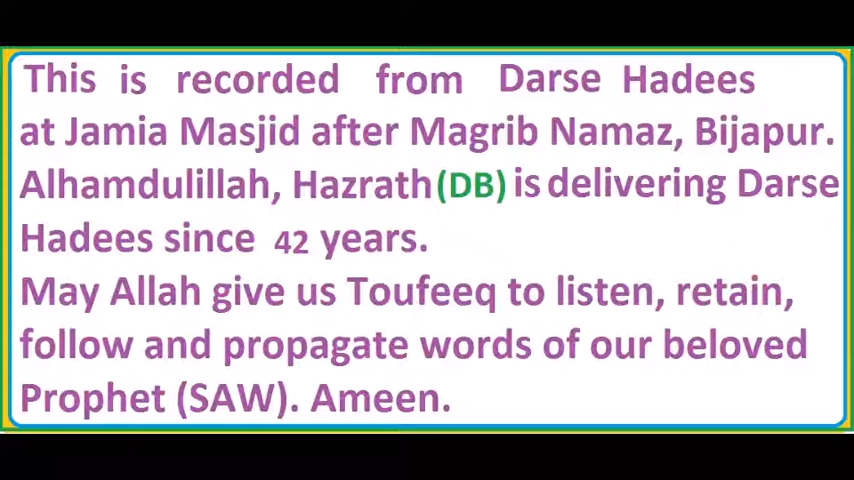 This is recorded from Darse Hadees
at Jamia Masjid after Magrib Namaz, Bijapur.
Alhamdulillah, Hazrath(DB) is delivering Darse
Hadees since 42 years.
May Allah give us Toufeeq to listen, retain,
follow and propagate words of our beloved
Prophet (SAW). Ameen.